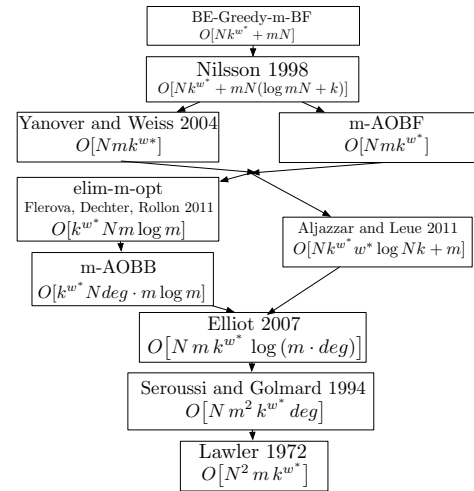 BE-Greedy-m-BF
O[Nk^{w^*} + mN]
Nilsson 1998
O[Nk^{w^*} + mN(log mN + k)]
Yanover and Weiss 2004
O[Nmk^{w*}]
m-AOBF
O[Nmk^{w^*}]
elim-m-opt
Flerova, Dechter, Rollon 2011
O[k^{w^*} Nm log m]
Aljazzar and Leue 2011
O[Nk^{w^*} w* log Nk + m]
m-AOBB
O[k^{w^*} Ndeg · m log m]
Elliot 2007
O[N m k^{w^*} log (m · deg)]
Seroussi and Golmard 1994
O[N m^2 k^{w^*} deg]
Lawler 1972
O[N^2 m k^{w^*}]